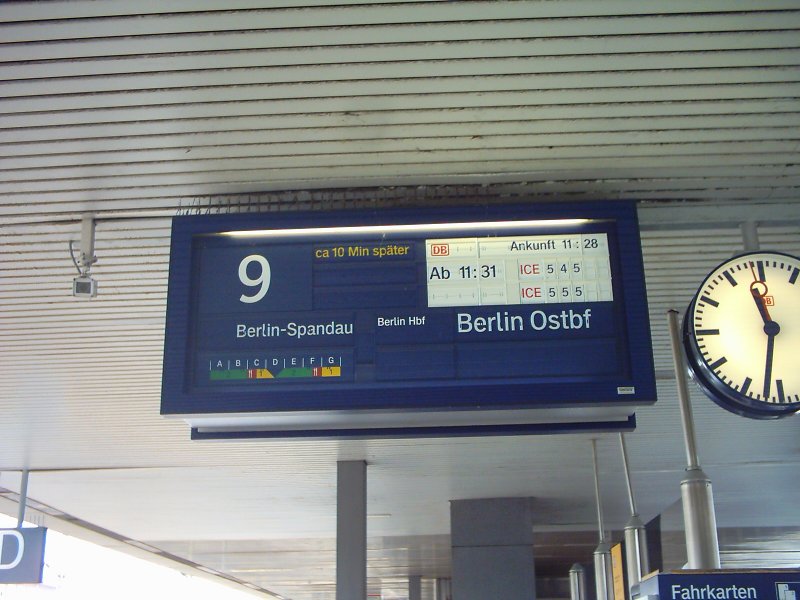 9
ca 10 Min später
DB
Ankunft 11:28
Ab 11:31
ICE 545
ICE 555
Berlin-Spandau
Berlin Hbf
Berlin Ostbf
A B C D E F G
DB
D
Fahrkarten